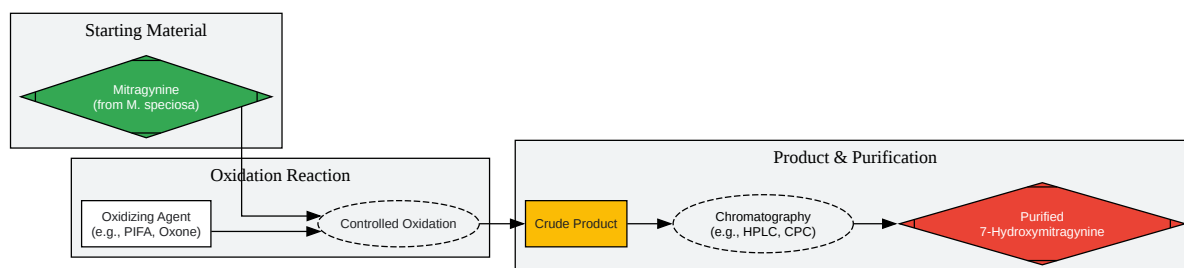 Starting Material
Mitragynine
(from M. speciosa)
Oxidation Reaction
Oxidizing Agent
(e.g., PIFA, Oxone)
Controlled Oxidation
Product & Purification
Crude Product
Chromatography
(e.g., HPLC, CPC)
Purified
7-Hydroxymitragynine